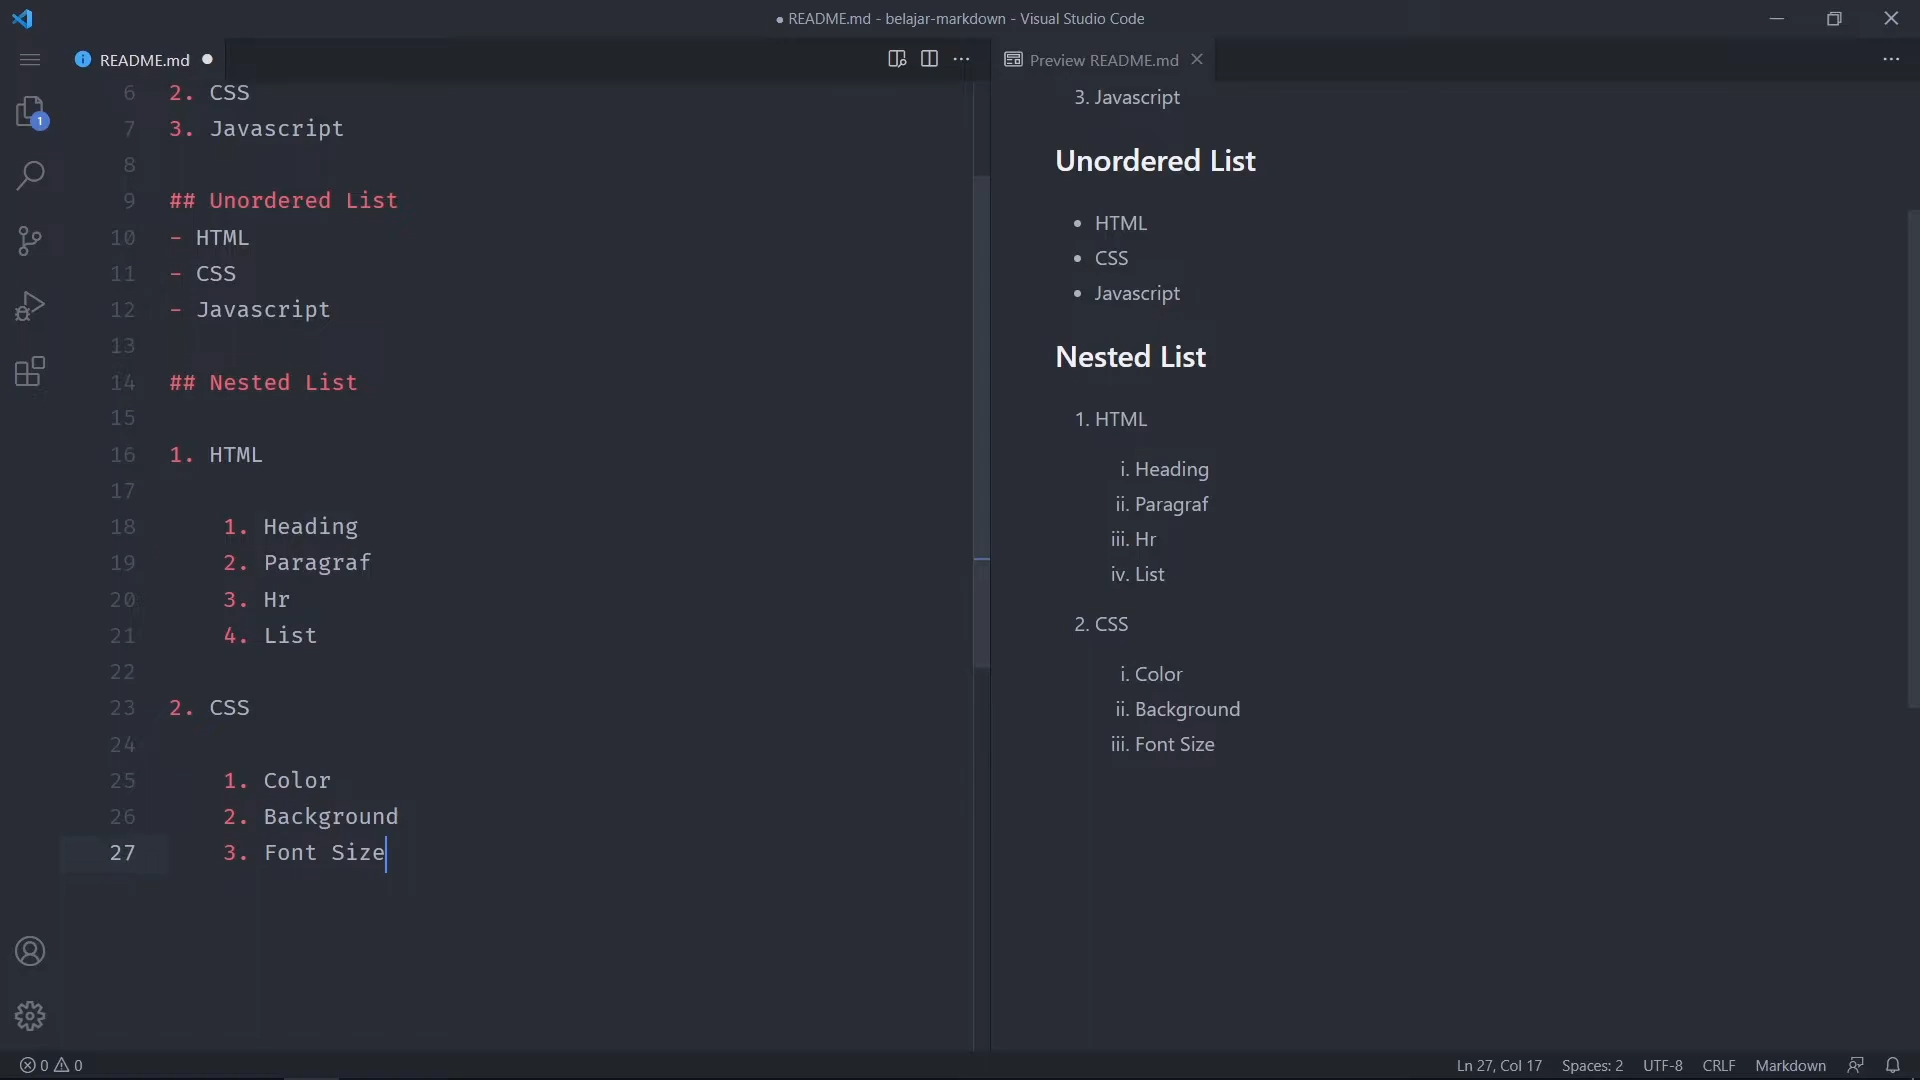 ● README.md - belajar-markdown - Visual Studio Code
README.md
Preview README.md
1
6 2. CSS
7 3. Javascript
8
9 ## Unordered List
10 - HTML
11 - CSS
12 - Javascript
13
14 ## Nested List
15
16 1. HTML
17
18 1. Heading
19 2. Paragraf
20 3. Hr
21 4. List
22
23 2. CSS
24
25 1. Color
26 2. Background
27 3. Font Size
3. Javascript
Unordered List
• HTML
• CSS
• Javascript
Nested List
1. HTML
i. Heading
ii. Paragraf
iii. Hr
iv. List
2. CSS
i. Color
ii. Background
iii. Font Size
0 0
Ln 27, Col 17 Spaces: 2 UTF-8 CRLF Markdown